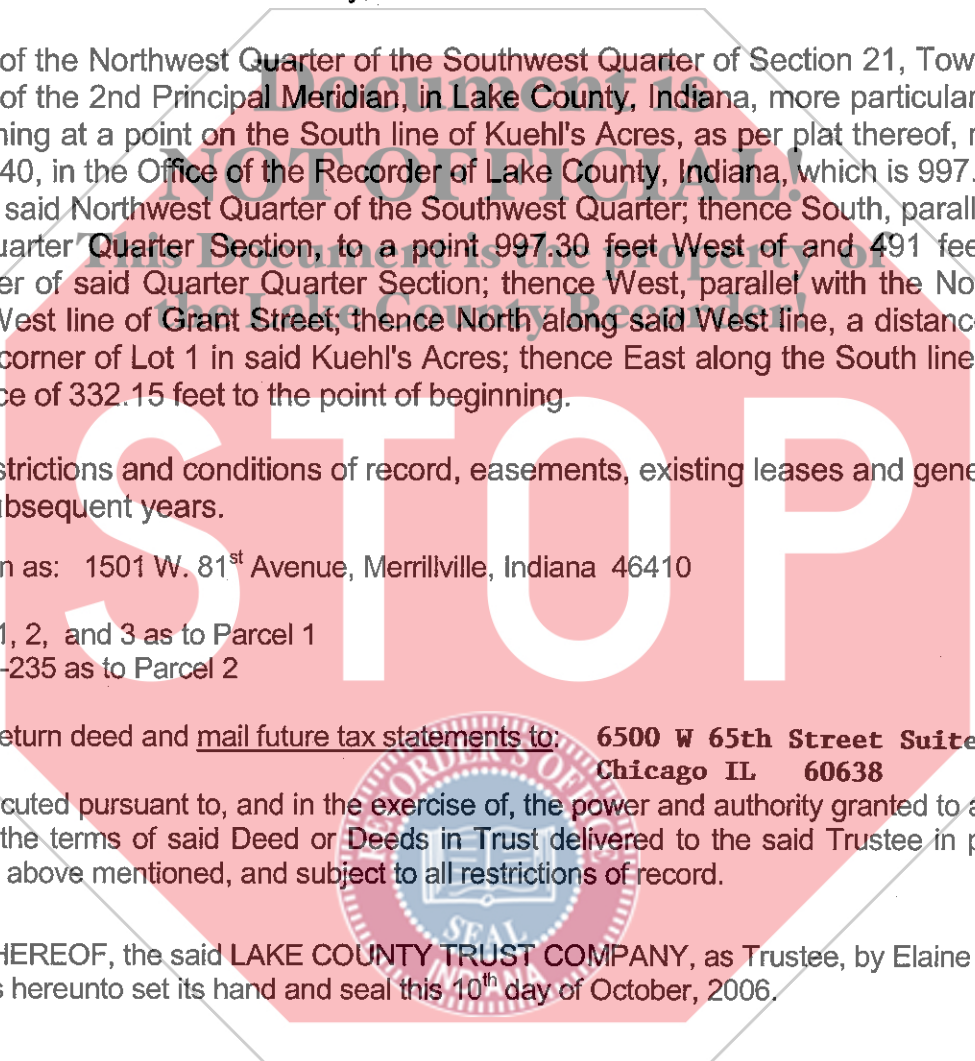 of the Northwest Quarter of the Southwest Quarter of Section 21, Tow
of the 2nd Principal Meridian, in Lake County, Indiana, more particular
ning at a point on the South line of Kuehl's Acres, as per plat thereof, r
40, in the Office of the Recorder of Lake County, Indiana, which is 997.
said Northwest Quarter of the Southwest Quarter; thence South, parall
uarter Quarter Section, to a point 997.30 feet West of and 491 fee
er of said Quarter Quarter Section; thence West, parallel with the No
West line of Grant Street; thence North along said West line, a distanc
corner of Lot 1 in said Kuehl's Acres; thence East along the South line
ce of 332.15 feet to the point of beginning.
strictions and conditions of record, easements, existing leases and gene
ubsequent years.
n as: 1501 W. 81st Avenue, Merrillville, Indiana 46410
1, 2, and 3 as to Parcel 1
-235 as to Parcel 2
eturn deed and mail future tax statements to: 6500 W 65th Street Suite
Chicago IL 60638
cuted pursuant to, and in the exercise of, the power and authority granted to a
the terms of said Deed or Deeds in Trust delivered to the said Trustee in p
above mentioned, and subject to all restrictions of record.
HEREOF, the said LAKE COUNTY TRUST COMPANY, as Trustee, by Elaine
s hereunto set its hand and seal this 10th day of October, 2006.
Document is
NOT OFFICIAL!
This Document is the property of
the Lake County Recorder!
STOP
RECORDER'S OFFICE
SEAL
INDIANA